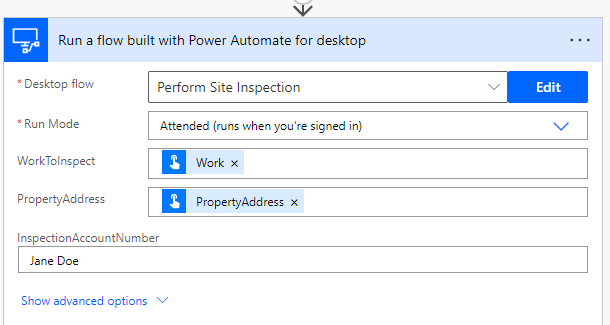 Run a flow built with Power Automate for desktop
* Desktop flow
Perform Site Inspection
Edit
* Run Mode
Attended (runs when you're signed in)
WorkToInspect
Work ×
PropertyAddress
PropertyAddress ×
InspectionAccountNumber
Jane Doe
Show advanced options